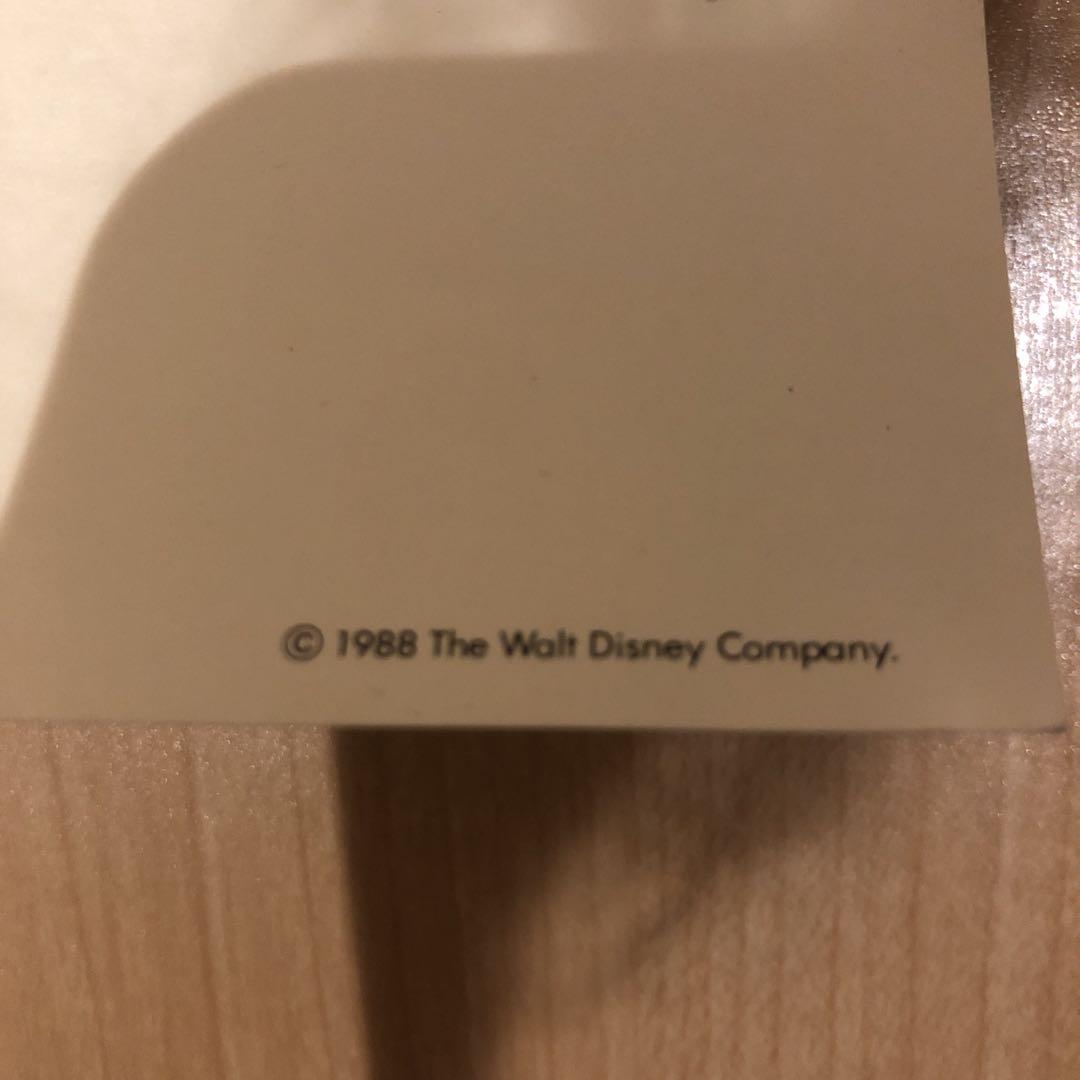 © 1988 The Walt Disney Company.